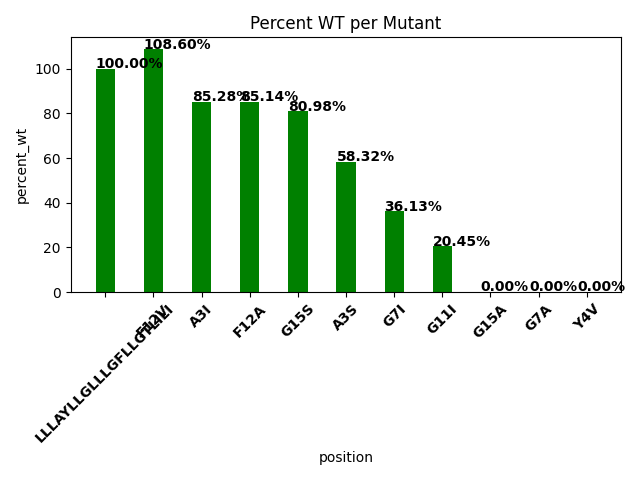 Percent WT per Mutant
108.60%
100.00%
85.28%
85.14%
80.98%
58.32%
36.13%
20.45%
0.00%
0.00%
0.00%
percent_wt
100
80
60
40
20
0
F12V
A3I
F12A
G15S
A3S
G7I
G11I
G15A
G7A
Y4V
position